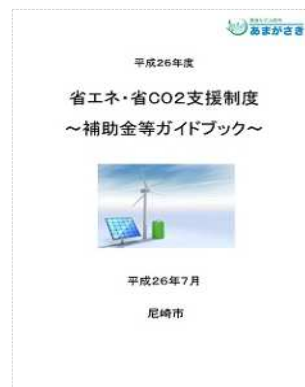 あまがさき
平成26年度
省エネ・省CO2支援制度
~補助金等ガイドブック~
平成26年7月
尼崎市